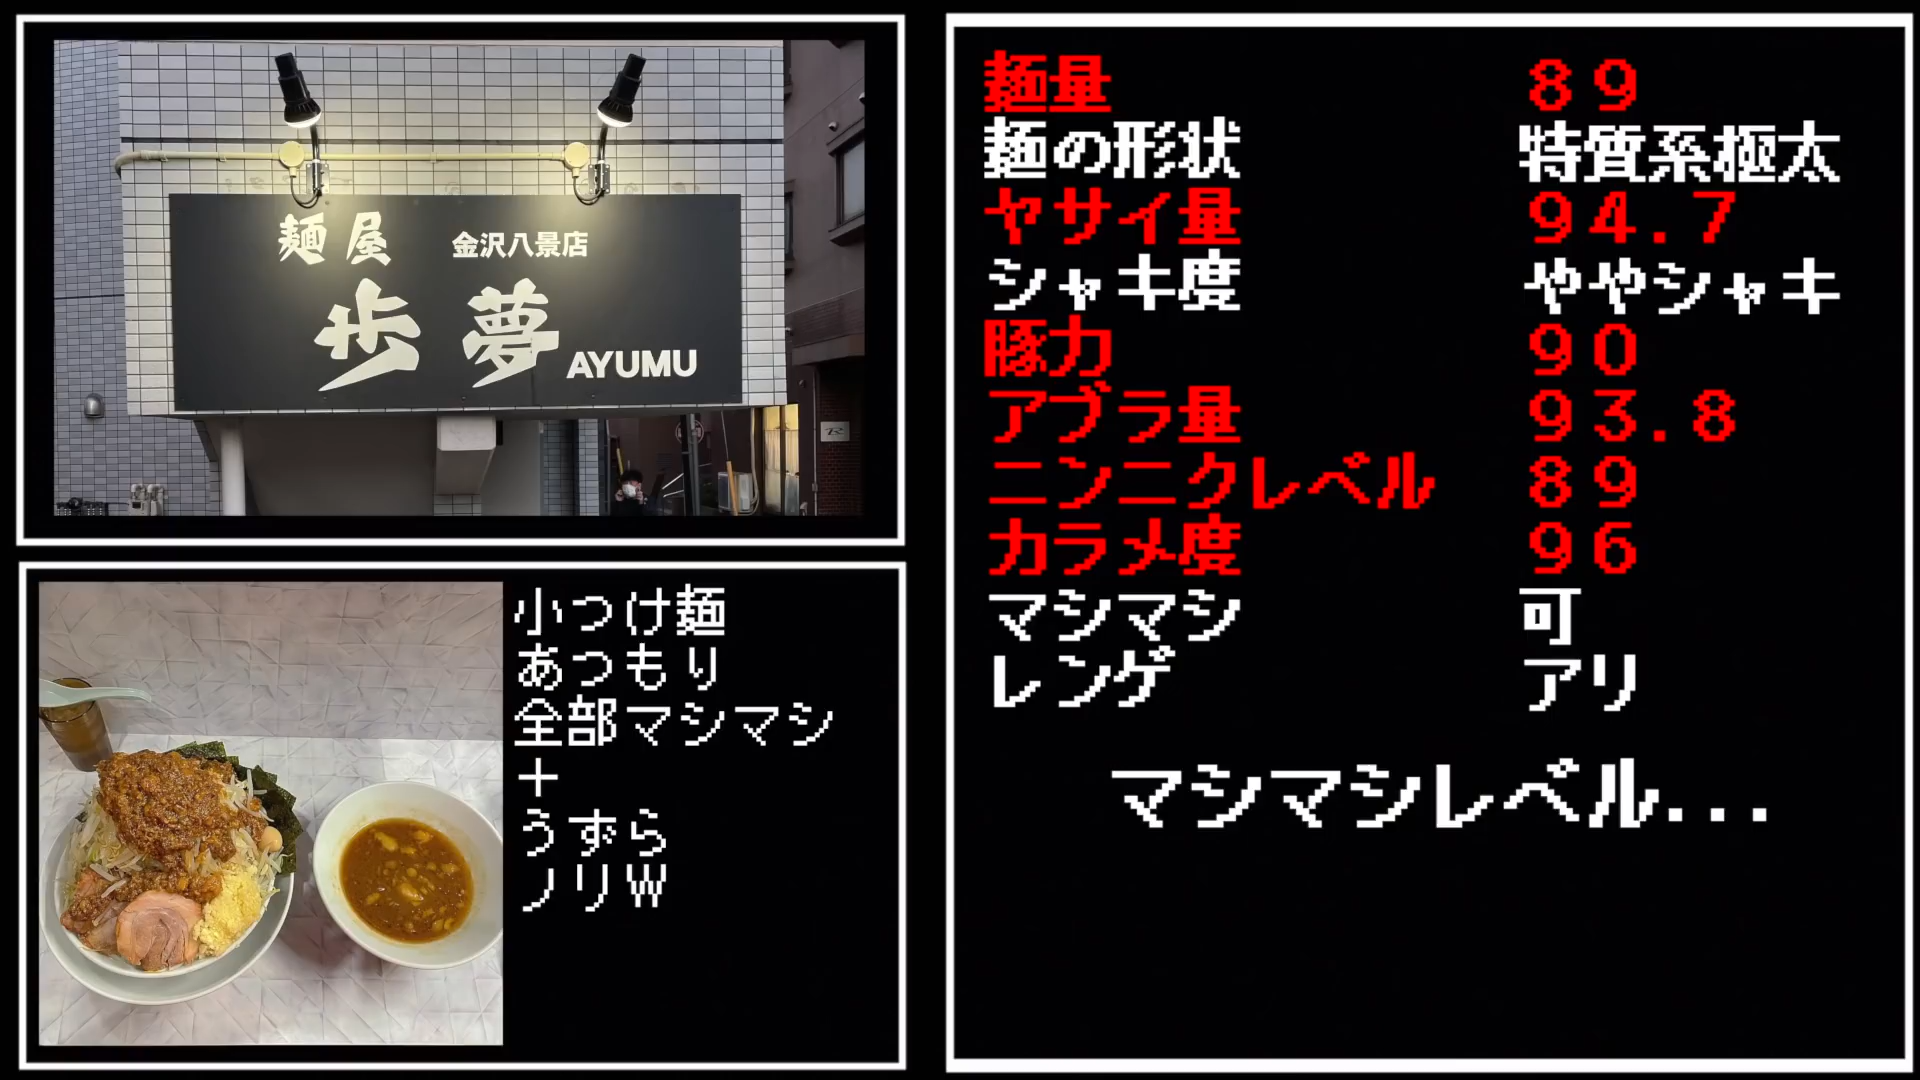 麺屋 金沢八景店
歩夢 AYUMU
小つけ麺
あつもり
全部マシマシ
+
うずら
ノリW
麺量 89
麺の形状 特質系極太
ヤサイ量 94.7
シャキ度 ややシャキ
豚力 90
アブラ量 93.8
ニンニクレベル 89
カラメ度 96
マシマシ 可
レンゲ アリ
マシマシレベル...